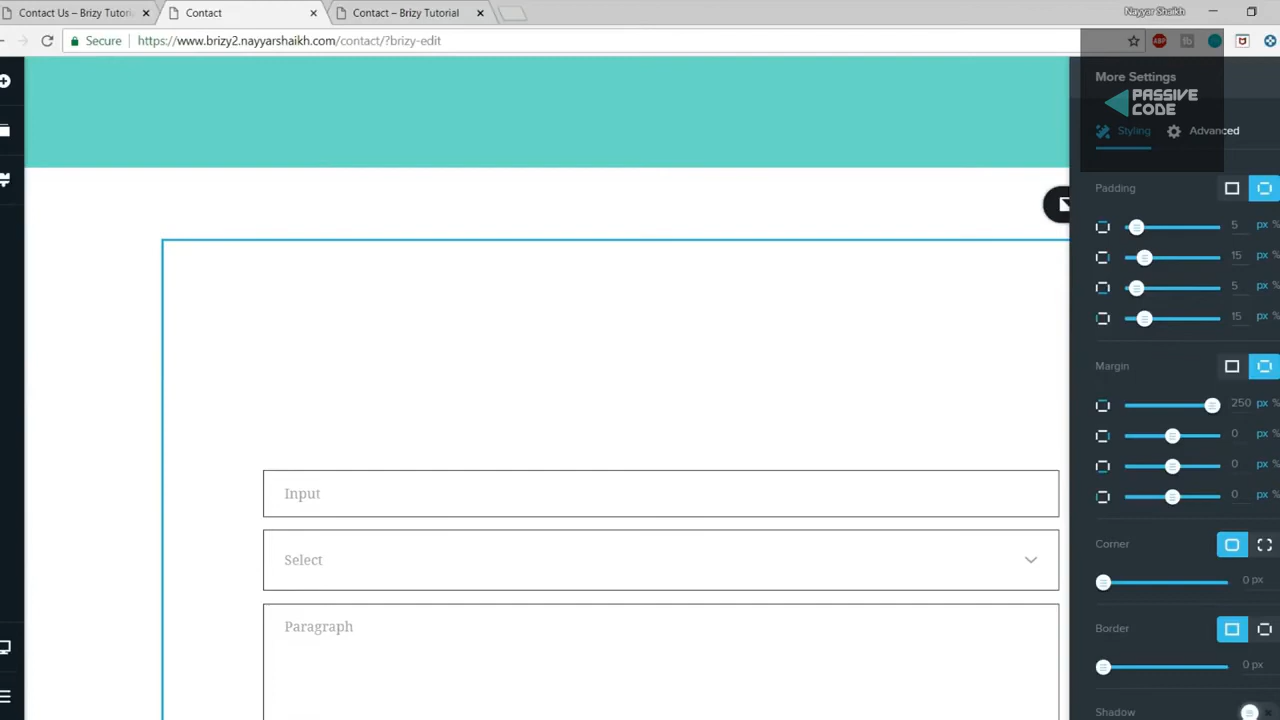 Contact Us – Brizy Tutori
Contact
Contact – Brizy Tutorial
Nayyar Shaikh
Secure
https://www.brizy2.nayyarshaikh.com/contact/?brizy-edit
ABP
tb
More Settings
PASSIVE
CODE
Styling
Advanced
Padding
5 px %
15 px %
5 px %
15 px %
Margin
250 px %
0 px %
0 px %
0 px %
Input
Corner
Select
0 px
Paragraph
Border
0 px
Shadow